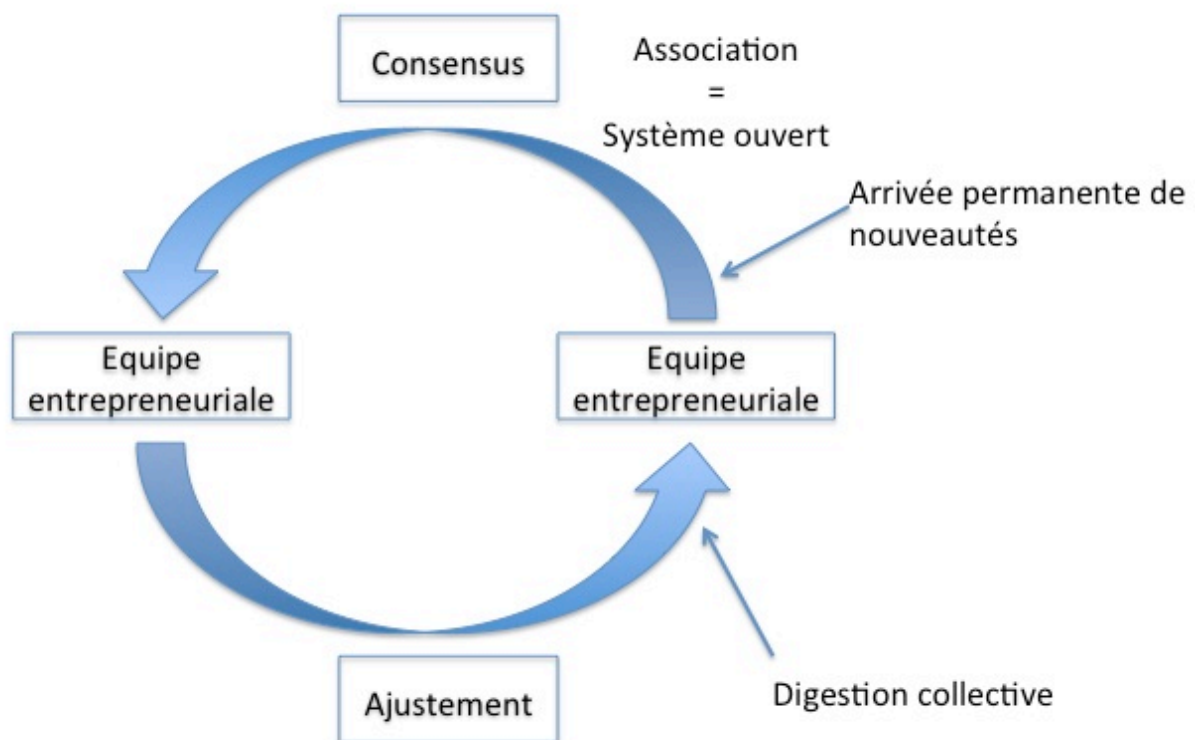 Consensus
Association
=
Système ouvert
Arrivée permanente de
nouveautés
Equipe
entrepreneuriale
Equipe
entrepreneuriale
Ajustement
Digestion collective